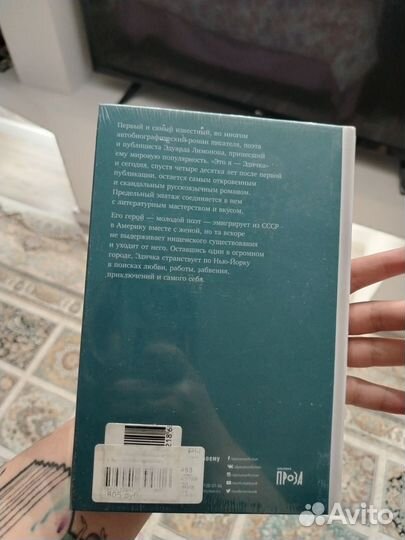 Первый и самый известный, во многом
автобиографический роман писателя, поэта
и публициста Эдуарда Лимонова, принесший
ему мировую популярность. «Это я — Эдичка»
и сегодня, спустя четыре десятка лет после первой
публикации, остается самым откровенным
и скандальным русскоязычным романом.
Предельный эпатаж соединяется в нем
с литературным мастерством и вкусом.
Его герой — молодой поэт — эмигрирует из СССР
в Америку вместе с женой, но та вскоре
не выдерживает нищенского существования
и уходит от него. Оставшись один в огромном
городе, Эдичка странствует по Нью-Йорку
в поисках любви, работы, забвения,
приключений и самого себя.
ПРОЗА
Avito